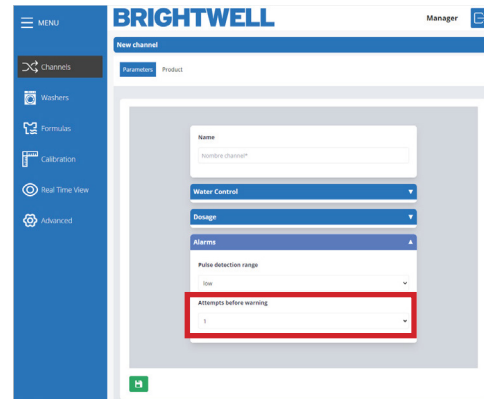 MENU
BRIGHTWELL
Manager
New channel
Channels
Parameters Product
Washers
Formulas
Name
hombre channel*
Calibration
Real Time View
Water Control
Advanced
Dosage
Alarms
Pulse detection range
low
Attempts before warning
1